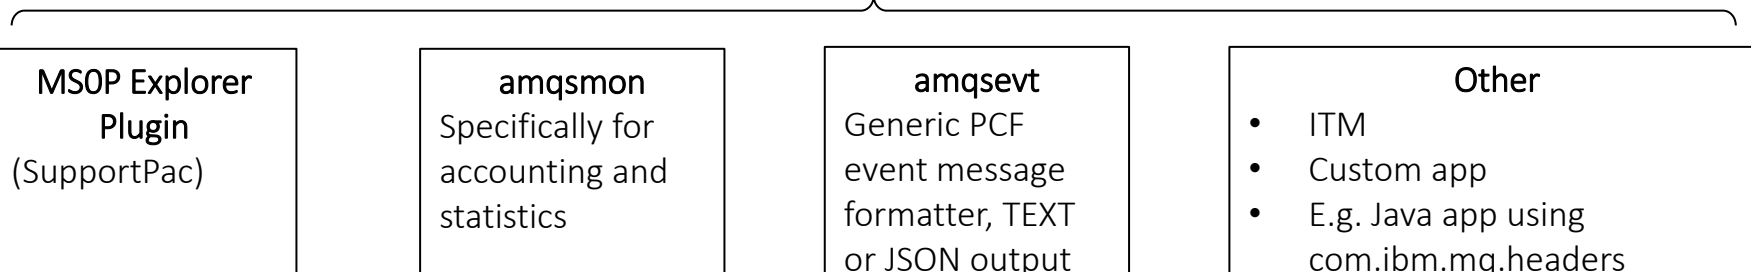 MS0P Explorer
Plugin
(SupportPac)
amqsmon
Specifically for
accounting and
statistics
amqsevt
Generic PCF
event message
formatter, TEXT
or JSON output
Other
• ITM
• Custom app
• E.g. Java app using
com.ibm.mq.headers